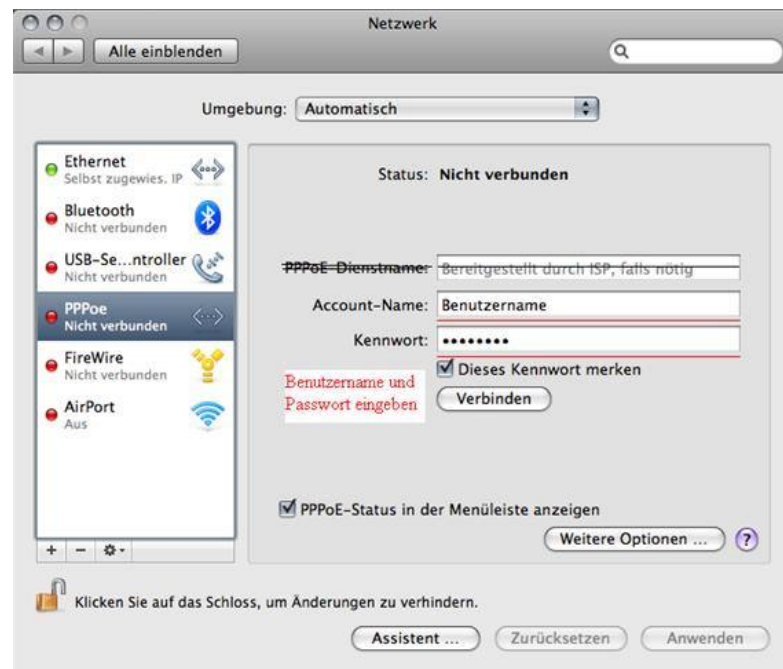 Netzwerk
Alle einblenden
Umgebung: Automatisch
Ethernet
Selbst zugewies. IP
Bluetooth
Nicht verbunden
USB-Se...ntroller
Nicht verbunden
PPPoe
Nicht verbunden
FireWire
Nicht verbunden
AirPort
Aus
Status: Nicht verbunden
PPPoE-Dienstname: Bereitgestellt durch ISP, falls nötig
Account-Name: Benutzername
Kennwort: ••••••••
Dieses Kennwort merken
Benutzername und
Passwort eingeben
Verbinden
PPPoE-Status in der Menüleiste anzeigen
Weitere Optionen ... ?
+ −
Klicken Sie auf das Schloss, um Änderungen zu verhindern.
Assistent ... Zurücksetzen Anwenden